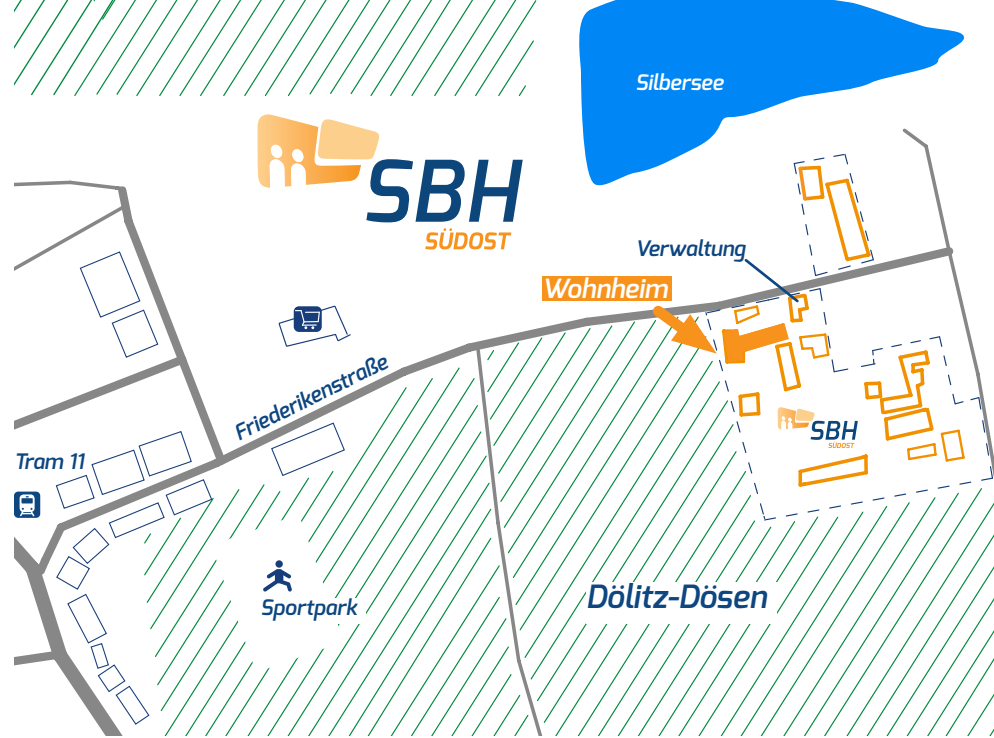 Silbersee
SBH
SÜDOST
Verwaltung
Wohnheim
Friederikenstraße
Tram 11
SBH
SÜDOST
Dölitz-Dösen
Sportpark